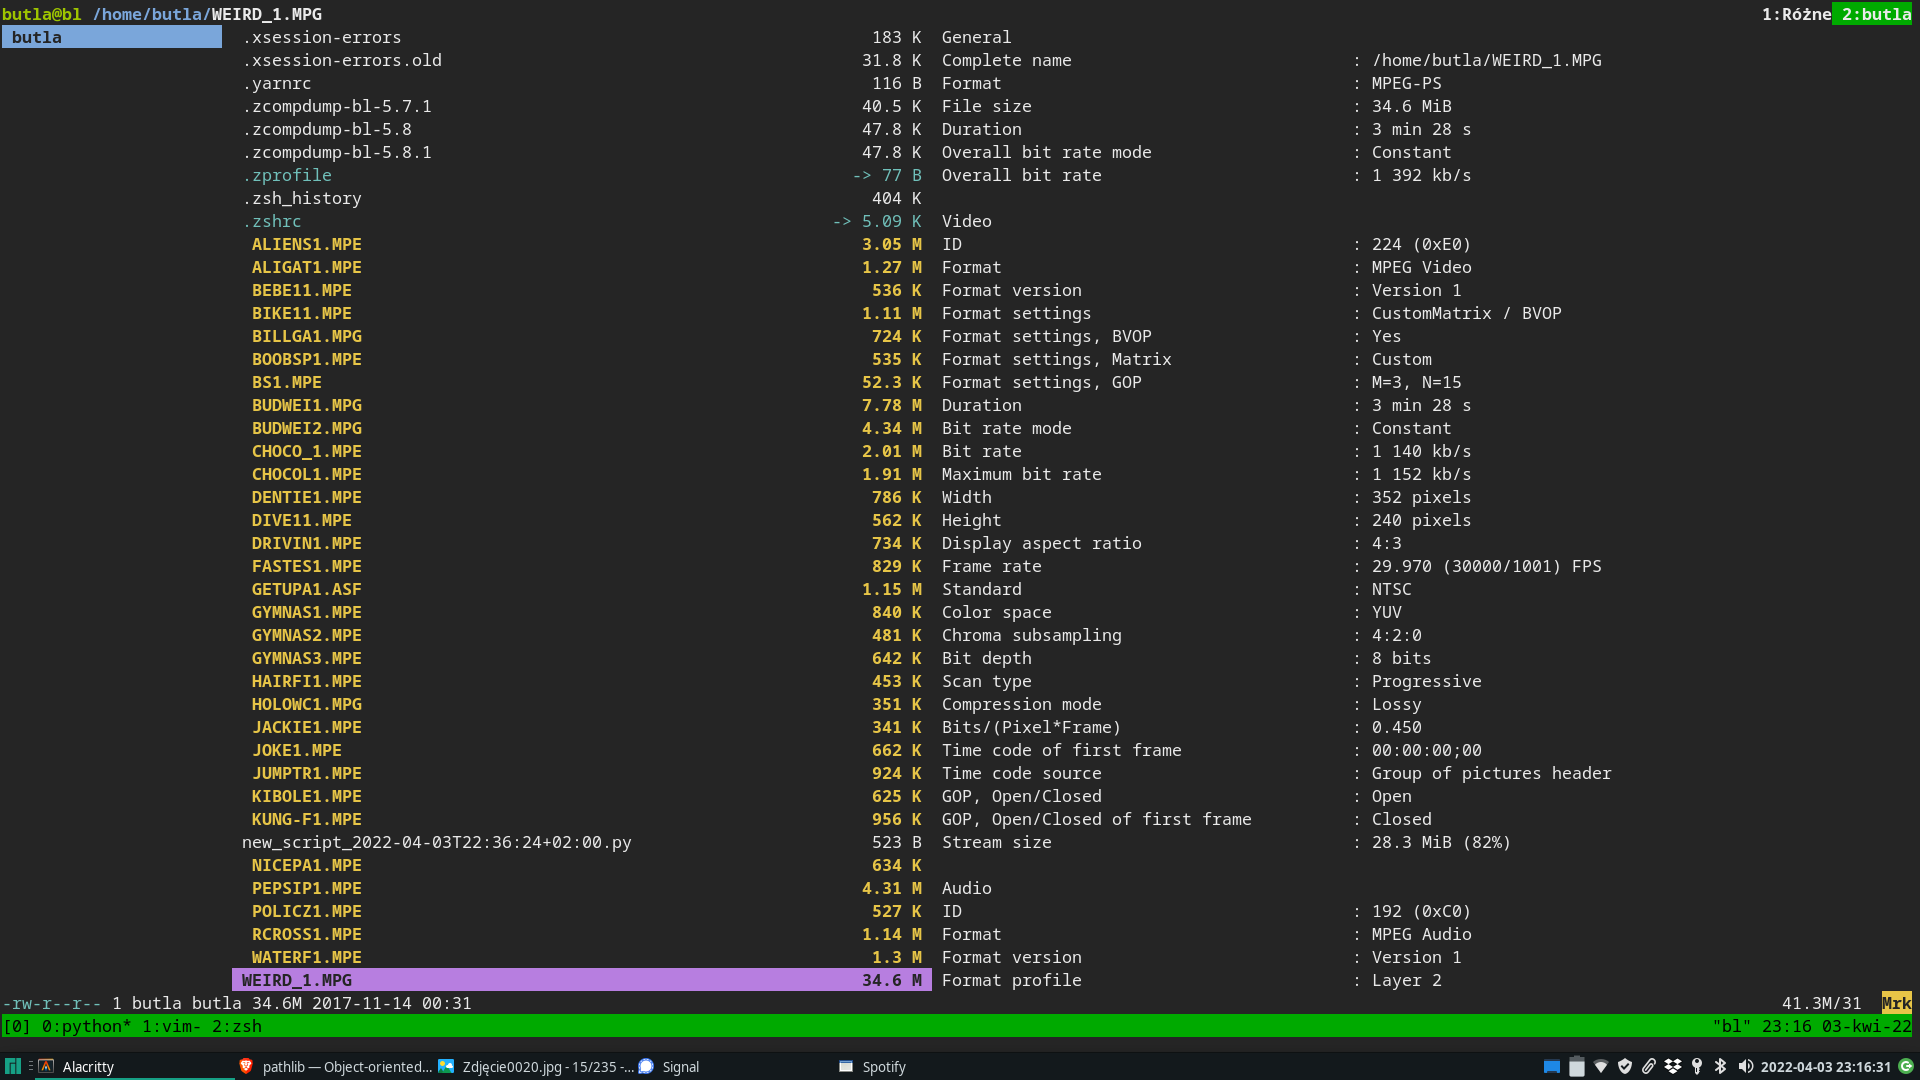 butla@bl /home/butla/WEIRD_1.MPG 1:Różne 2:butla
butla
.xsession-errors 183 K
.xsession-errors.old 31.8 K
.yarnrc 116 B
.zcompdump-bl-5.7.1 40.5 K
.zcompdump-bl-5.8 47.8 K
.zcompdump-bl-5.8.1 47.8 K
.zprofile -> 77 B
.zsh_history 404 K
.zshrc -> 5.09 K
ALIENS1.MPE 3.05 M
ALIGAT1.MPE 1.27 M
BEBE11.MPE 536 K
BIKE11.MPE 1.11 M
BILLGA1.MPG 724 K
BOOBSP1.MPE 535 K
BS1.MPE 52.3 K
BUDWEI1.MPG 7.78 M
BUDWEI2.MPG 4.34 M
CHOCO_1.MPE 2.01 M
CHOCOL1.MPE 1.91 M
DENTIE1.MPE 786 K
DIVE11.MPE 562 K
DRIVIN1.MPE 734 K
FASTES1.MPE 829 K
GETUPA1.ASF 1.15 M
GYMNAS1.MPE 840 K
GYMNAS2.MPE 481 K
GYMNAS3.MPE 642 K
HAIRFI1.MPE 453 K
HOLOWC1.MPG 351 K
JACKIE1.MPE 341 K
JOKE1.MPE 662 K
JUMPTR1.MPE 924 K
KIBOLE1.MPE 625 K
KUNG-F1.MPE 956 K
new_script_2022-04-03T22:36:24+02:00.py 523 B
NICEPA1.MPE 634 K
PEPSIP1.MPE 4.31 M
POLICZ1.MPE 527 K
RCROSS1.MPE 1.14 M
WATERF1.MPE 1.3 M
WEIRD_1.MPG 34.6 M
General
Complete name : /home/butla/WEIRD_1.MPG
Format : MPEG-PS
File size : 34.6 MiB
Duration : 3 min 28 s
Overall bit rate mode : Constant
Overall bit rate : 1 392 kb/s
Video
ID : 224 (0xE0)
Format : MPEG Video
Format version : Version 1
Format settings : CustomMatrix / BVOP
Format settings, BVOP : Yes
Format settings, Matrix : Custom
Format settings, GOP : M=3, N=15
Duration : 3 min 28 s
Bit rate mode : Constant
Bit rate : 1 140 kb/s
Maximum bit rate : 1 152 kb/s
Width : 352 pixels
Height : 240 pixels
Display aspect ratio : 4:3
Frame rate : 29.970 (30000/1001) FPS
Standard : NTSC
Color space : YUV
Chroma subsampling : 4:2:0
Bit depth : 8 bits
Scan type : Progressive
Compression mode : Lossy
Bits/(Pixel*Frame) : 0.450
Time code of first frame : 00:00:00;00
Time code source : Group of pictures header
GOP, Open/Closed : Open
GOP, Open/Closed of first frame : Closed
Stream size : 28.3 MiB (82%)
Audio
ID : 192 (0xC0)
Format : MPEG Audio
Format version : Version 1
Format profile : Layer 2
-rw-r--r-- 1 butla butla 34.6M 2017-11-14 00:31 41.3M/31 Mrk
[0] 0:python* 1:vim- 2:zsh "bl" 23:16 03-kwi-22
Alacritty pathlib — Object-oriented... Zdjęcie0020.jpg - 15/235 -... Signal Spotify 2022-04-03 23:16:31